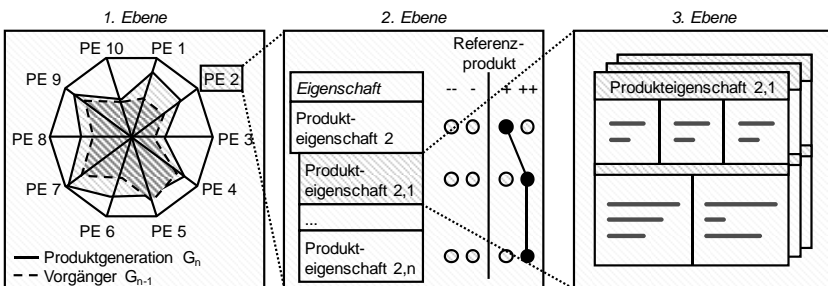 1. Ebene
2. Ebene
3. Ebene
PE 10
PE 1
PE 9
PE 2
PE 8
PE 3
PE 7
PE 4
PE 6
PE 5
Produktgeneration Gn
Vorgänger Gn-1
Referenz-
produkt
Eigenschaft
-- - + ++
Produkt-
eigenschaft 2
Produkt-
eigenschaft 2,1
...
Produkt-
eigenschaft 2,n
Produkteigenschaft 2,1